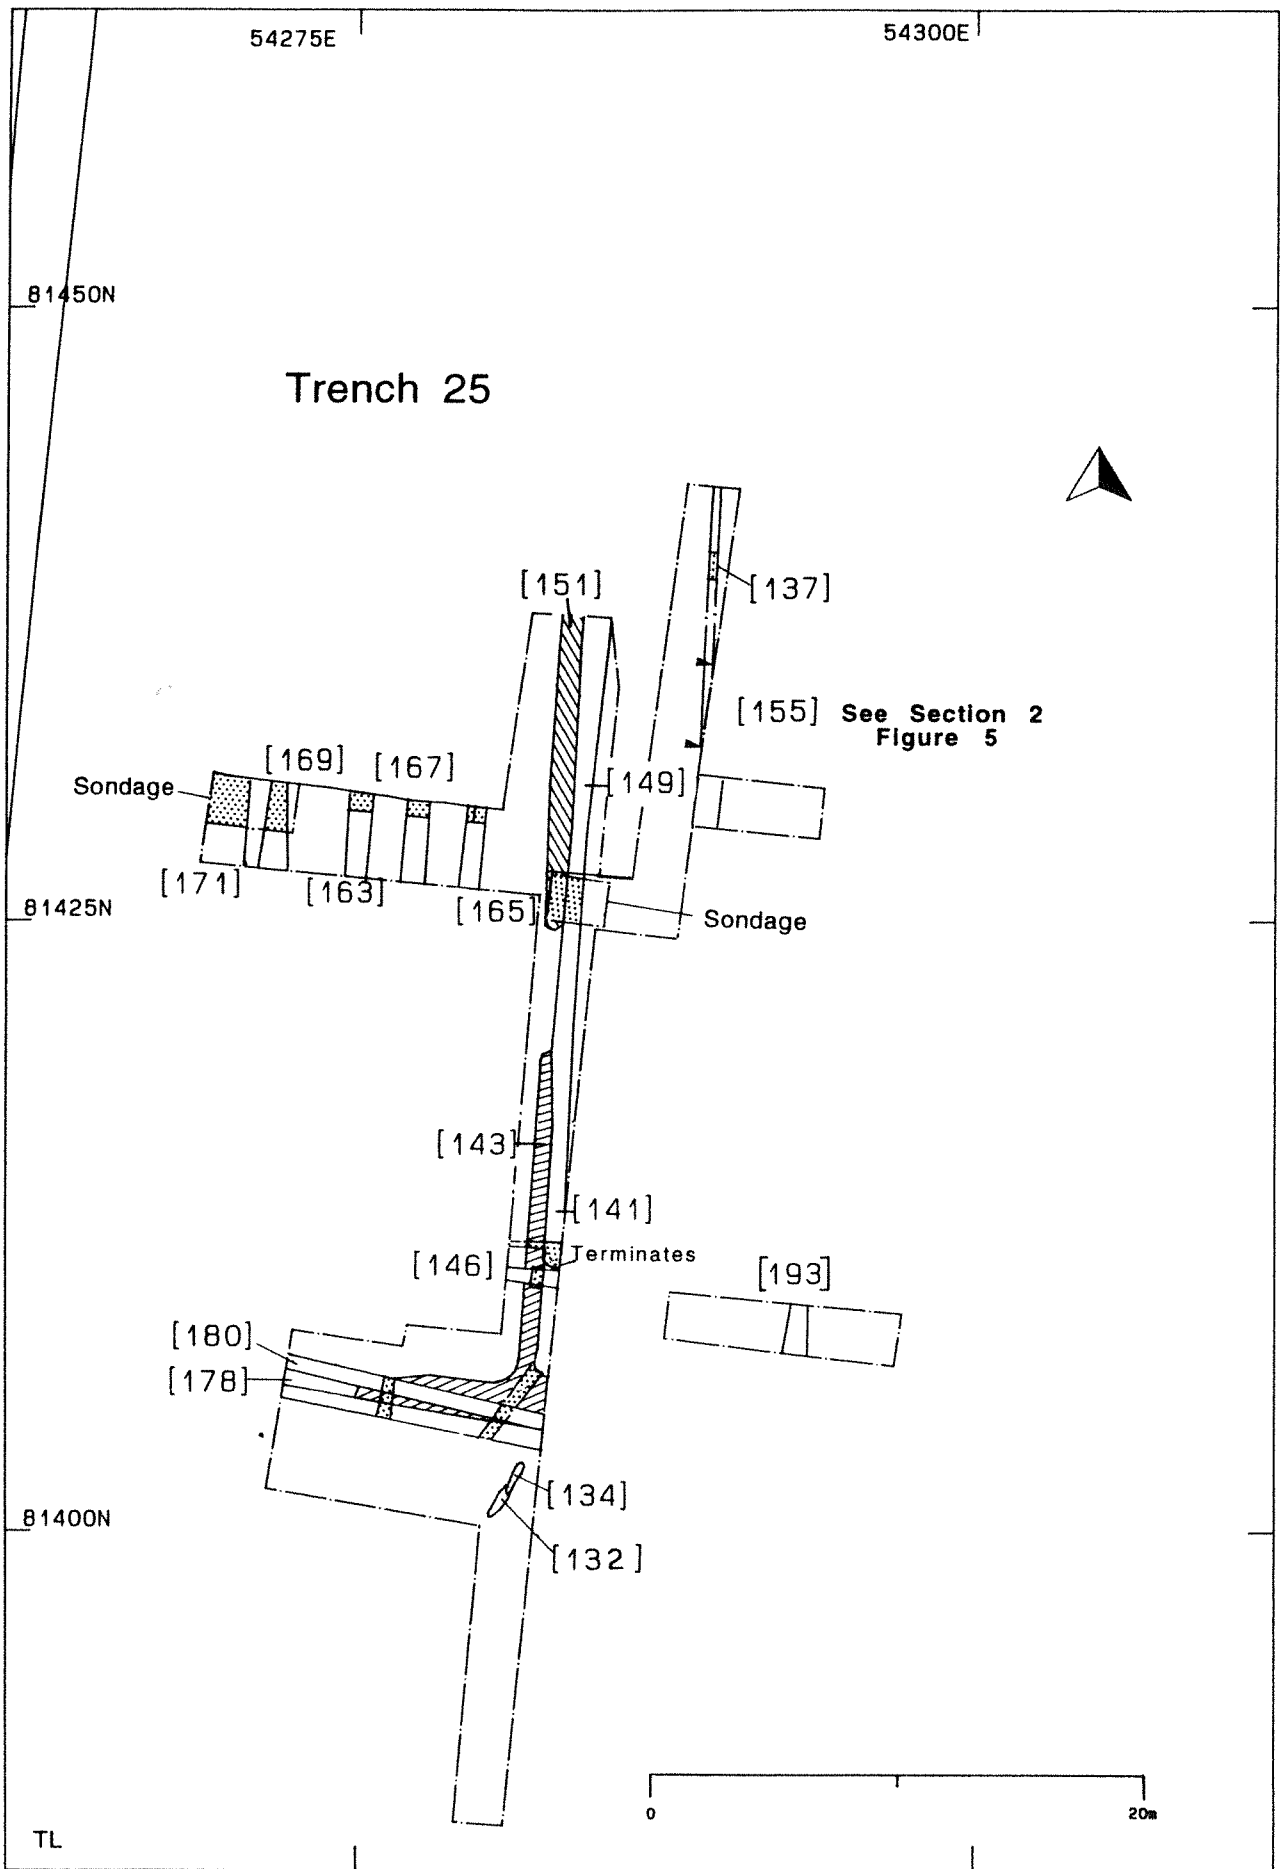 54275E
54300E
81450N
Trench 25
[151]
[137]
[155] See Section 2
Figure 5
[169] [167]
Sondage
[149]
[171]
[163]
[165]
81425N
Sondage
[143]
[141]
Terminates
[146]
[193]
[180]
[178]
[134]
81400N
[132 ]
0
20m
TL